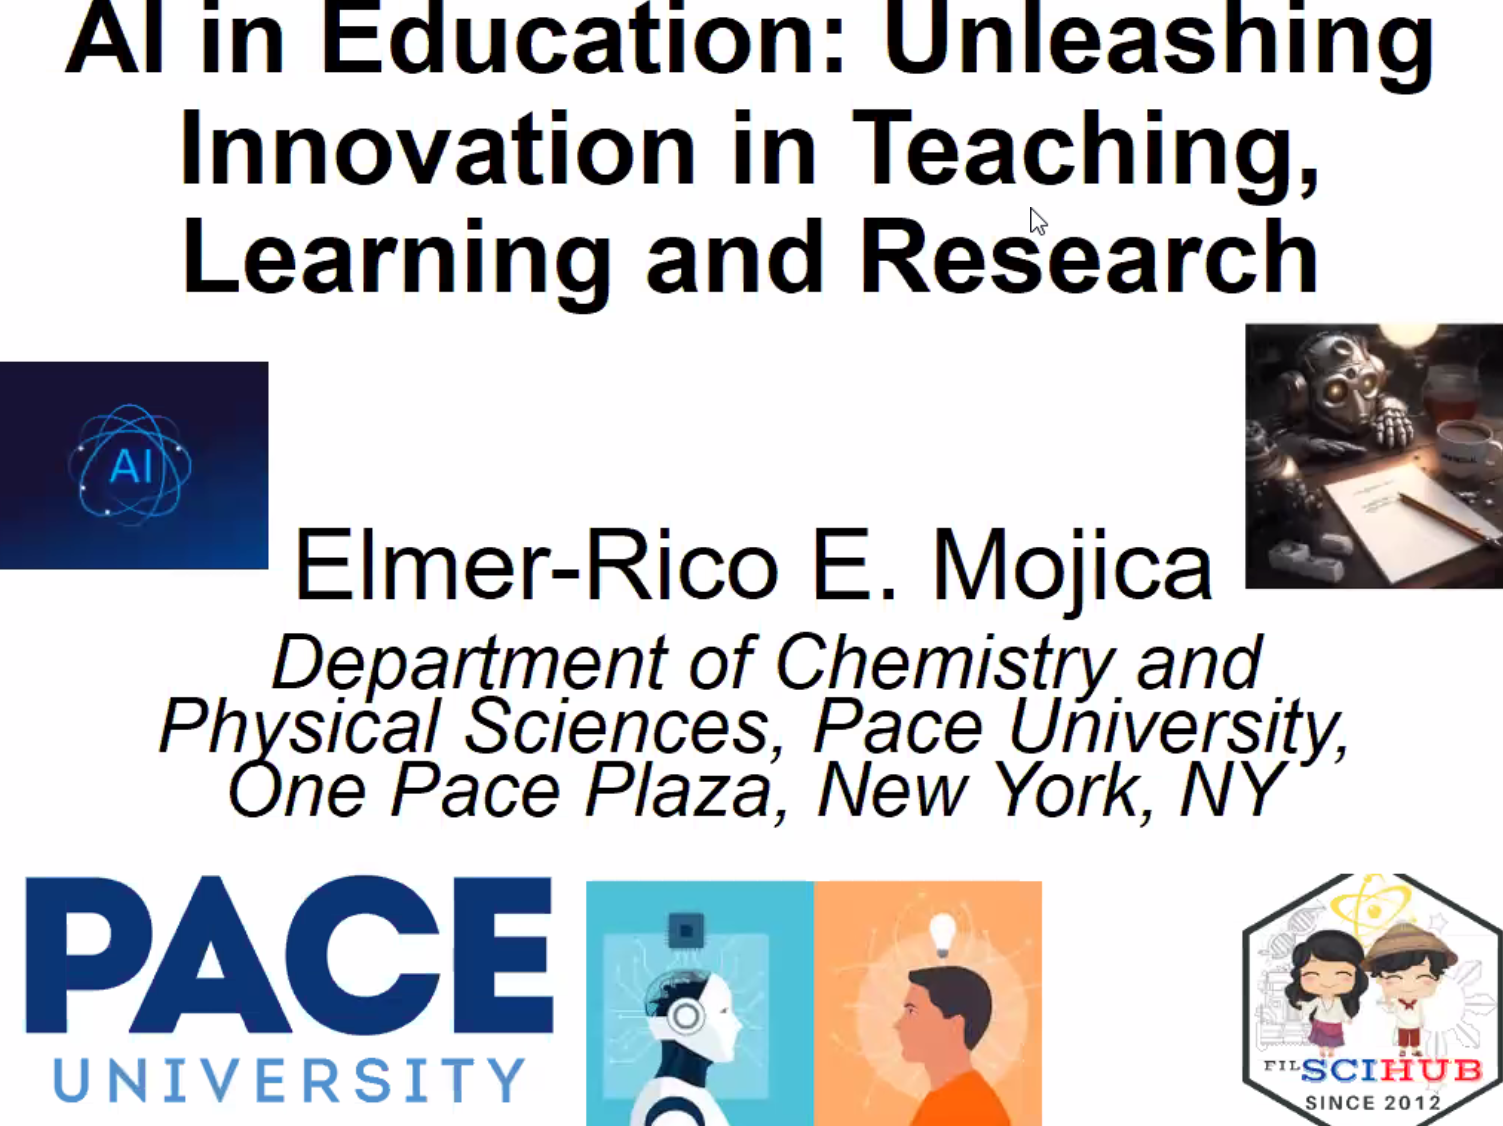 AI in Education: Unleashing
Innovation in Teaching,
Learning and Research
AI
Elmer-Rico E. Mojica
Department of Chemistry and
Physical Sciences, Pace University,
One Pace Plaza, New York, NY
PACE
UNIVERSITY
FILSCIHUB
SINCE 2012